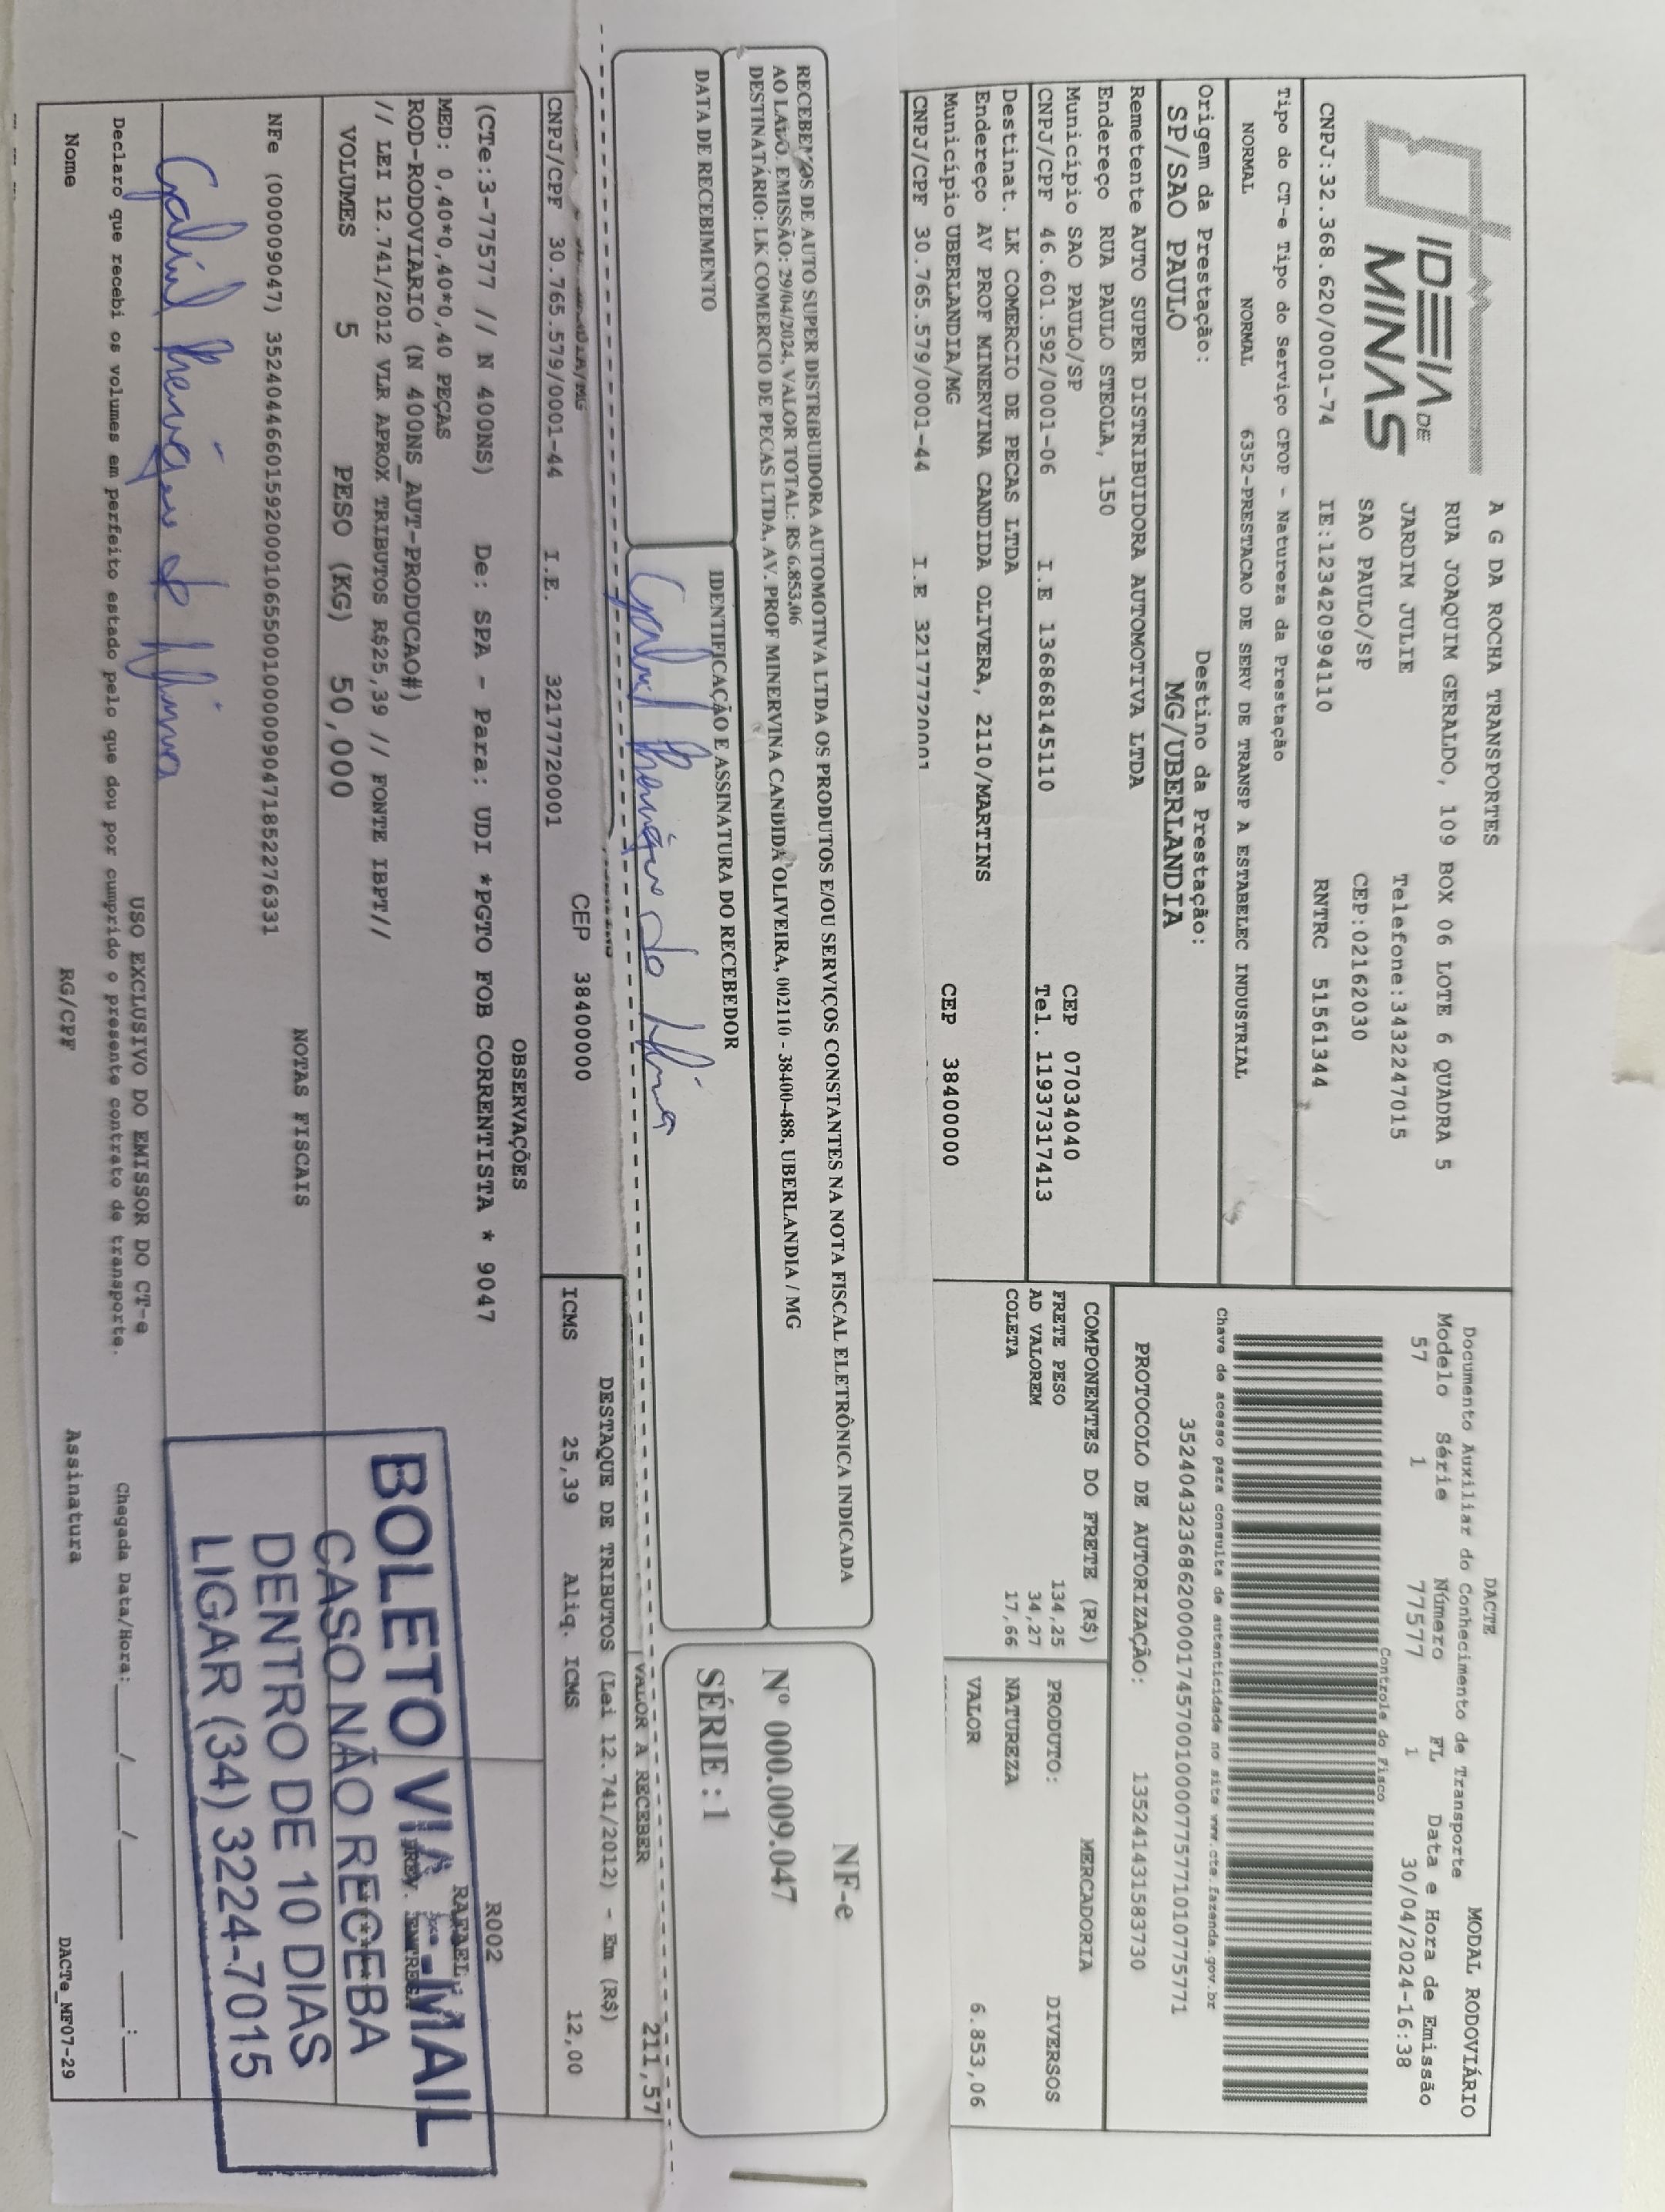 IDEIA DE
MINAS
A G DA ROCHA TRANSPORTES
RUA JOAQUIM GERALDO, 109 BOX 06 LOTE 6 QUADRA 5
JARDIM JULIE Telefone:3432247015
SAO PAULO/SP CEP:02162030
CNPJ:32.368.620/0001-74 IE:123420994110 RNTRC 51561344
Tipo do CT-e Tipo do Serviço CFOP - Natureza da Prestação
NORMAL NORMAL 6352-PRESTACAO DE SERV DE TRANSP A ESTABELEC INDUSTRIAL
Origem da Prestação: Destino da Prestação:
SP/SAO PAULO MG/UBERLANDIA
Remetente AUTO SUPER DISTRIBUIDORA AUTOMOTIVA LTDA
Endereço RUA PAULO STEOLA, 150
Município SAO PAULO/SP CEP 07034040
CNPJ/CPF 46.601.592/0001-06 I.E 136868145110 Tel. 11937317413
Destinat. LK COMERCIO DE PECAS LTDA
Endereço AV PROF MINERVINA CANDIDA OLIVERA, 2110/MARTINS
Município UBERLANDIA/MG CEP 38400000
CNPJ/CPF 30.765.579/0001-44 I.E 32177720001
DACTE MODAL RODOVIÁRIO
Documento Auxiliar do Conhecimento de Transporte
Modelo Série Número FL Data e Hora de Emissão
57 1 77577 1 30/04/2024-16:38
Controle do Fisco
Chave de acesso para consulta de autenticidade no site www.cte.fazenda.gov.br
35240432368620000174570010000775771010775771
PROTOCOLO DE AUTORIZAÇÃO: 135241431583730
COMPONENTES DO FRETE (R$)
FRETE PESO 134,25
AD VALOREM 34,27
COLETA 17,66
MERCADORIA
PRODUTO: DIVERSOS
NATUREZA
VALOR 6.853,06
RECEBEMOS DE AUTO SUPER DISTRIBUIDORA AUTOMOTIVA LTDA OS PRODUTOS E/OU SERVIÇOS CONSTANTES NA NOTA FISCAL ELETRÔNICA INDICADA
AO LADO. EMISSÃO: 29/04/2024, VALOR TOTAL: R$ 6.853,06
DESTINATÁRIO: LK COMERCIO DE PECAS LTDA, AV. PROF MINERVINA CANDIDA OLIVEIRA, 002110 - 38400-488, UBERLANDIA / MG
DATA DE RECEBIMENTO IDENTIFICAÇÃO E ASSINATURA DO RECEBEDOR
NF-e
Nº 000.009.047
SÉRIE : 1
VALOR A RECEBER 211,57
CEP 38400000
CNPJ/CPF 30.765.579/0001-44 I.E. 32177720001
DESTAQUE DE TRIBUTOS (Lei 12.741/2012) - Em (R$)
ICMS 25,39 Aliq. ICMS 12,00
OBSERVAÇÕES
(CTe:3-77577 // N 40ONS) De: SPA - Para: UDI *PGTO FOB CORRENTISTA * 9047
MED: 0,40*0,40*0,40 PEÇAS
ROD-RODOVIARIO (N 40ONS_AUT-PRODUCAO#)
// LEI 12.741/2012 VLR APROX TRIBUTOS R$25,39 // FONTE IBPT//
R002
RAFAEL
VOLUMES 5 PESO (KG) 50,000
NOTAS FISCAIS
NFe (000009047) 35240446601592000106550010000090471852276331
BOLETO VIA E-MAIL
CASO NÃO RECEBA
DENTRO DE 10 DIAS
LIGAR (34) 3224-7015
USO EXCLUSIVO DO EMISSOR DO CT-e
Declaro que recebi os volumes em perfeito estado pelo que dou por cumprido o presente contrato de transporte. Chegada Data/Hora: ___/___/_____ ___:___
Nome RG/CPF Assinatura DACTe_MF07-29